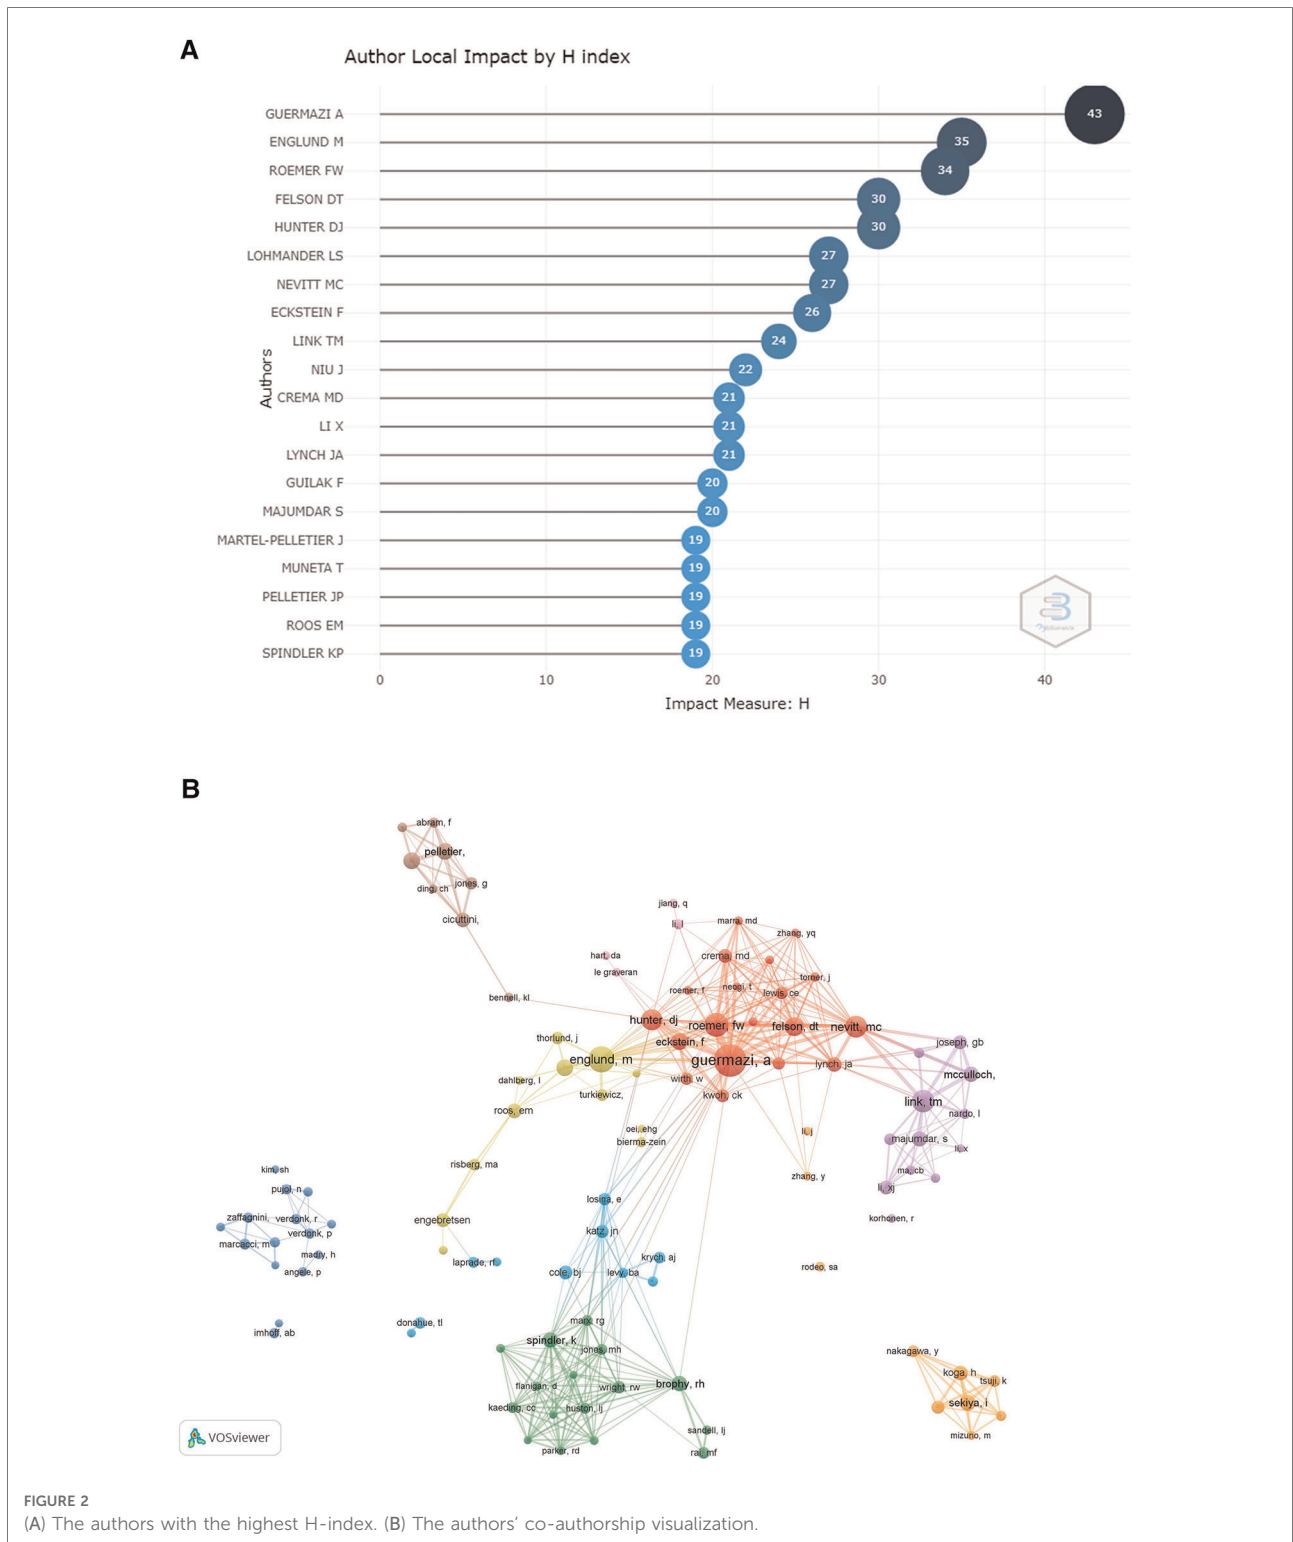 A
Author Local Impact by H index
GUERMAZI A 43
ENGLUND M 35
ROEMER FW 34
FELSON DT 30
HUNTER DJ 30
LOHMANDER LS 27
NEVITT MC 27
ECKSTEIN F 26
LINK TM 24
NIU J 22
CREMA MD 21
LI X 21
LYNCH JA 21
GUILAK F 20
MAJUMDAR S 20
MARTEL-PELLETIER J 19
MUNETA T 19
PELLETIER JP 19
ROOS EM 19
SPINDLER KP 19
Authors
0 10 20 30 40
Impact Measure: H
B
abram, f
pelletier,
ding, ch
jones, g
cicuttini,
bennell, kl
jiang, q
li, l
hart, da
le graveran
marra, md
zhang, yq
crema, md
torner, j
roemer, f
neogi, t
lewis, ce
hunter, dj
roemer, fw
felson, dt
nevitt, mc
eckstein, f
guermazi, a
lynch, ja
wirth, w
kwoh, ck
thorlund, j
englund, m
dahlberg, l
turkiewicz,
roos, em
oei, ehg
bierma-zein
risberg, ma
engebretsen
laprade, rf
joseph, gb
mcculloch,
link, tm
nardo, l
majumdar, s
li, x
ma, cb
li, xj
korhonen, r
li, j
zhang, y
rodeo, sa
kim, sh
pujol, n
zaffagnini,
verdonk, r
verdonk, p
marcacci, m
madry, h
angele, p
imhoff, ab
donahue, tl
losina, e
katz, jn
krych, aj
cole, bj
levy, ba
marx, rg
spindler, k
jones, mh
flanigan, d
wright, rw
brophy, rh
kaeding, cc
huston, lj
parker, rd
sandell, lj
rai, mf
nakagawa, y
koga, h
tsuji, k
sekiya, i
mizuno, m
VOSviewer
FIGURE 2
(A) The authors with the highest H-index. (B) The authors' co-authorship visualization.